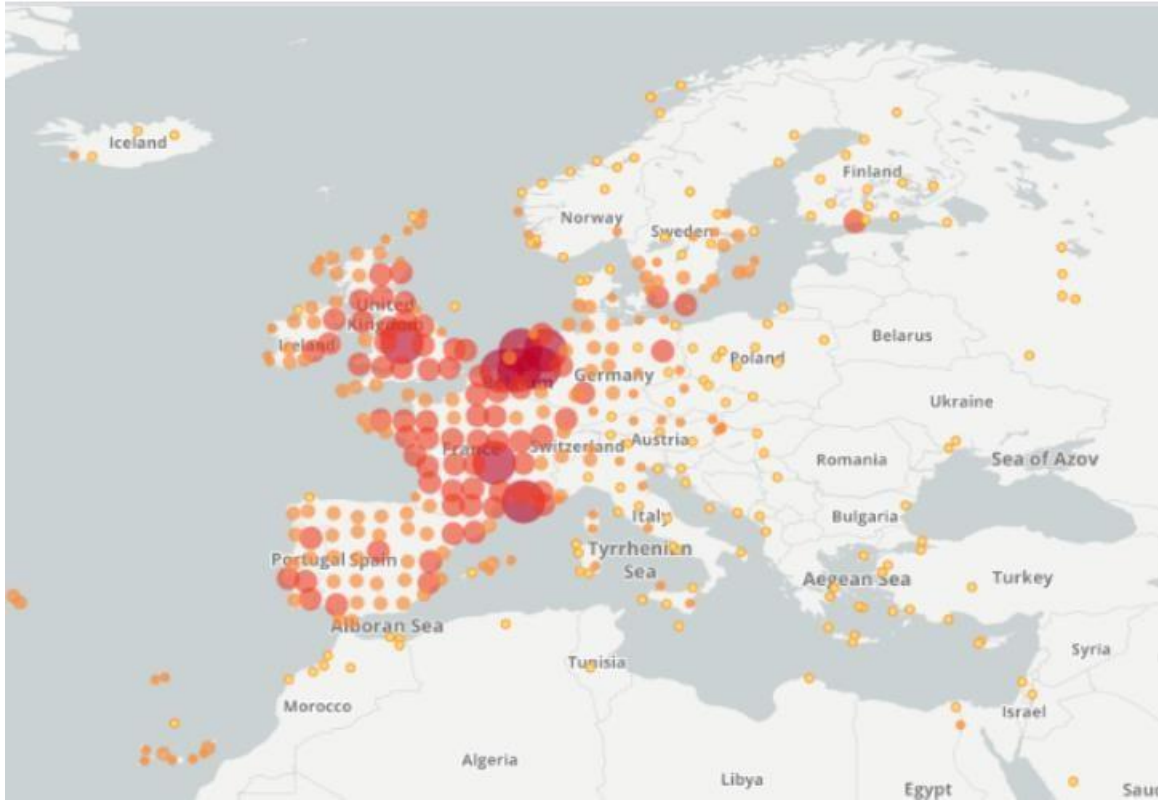 Iceland
Finland
Norway
Sweden
United
Kingdom
Ireland
Belarus
Poland
Germany
Ukraine
Austria
Switzerland
France
Romania
Sea of Azov
Italy
Bulgaria
Tyrrhenian
Sea
Portugal Spain
Aegean Sea
Turkey
Alboran Sea
Syria
Tunisia
Morocco
Israel
Algeria
Libya
Egypt
Sauc